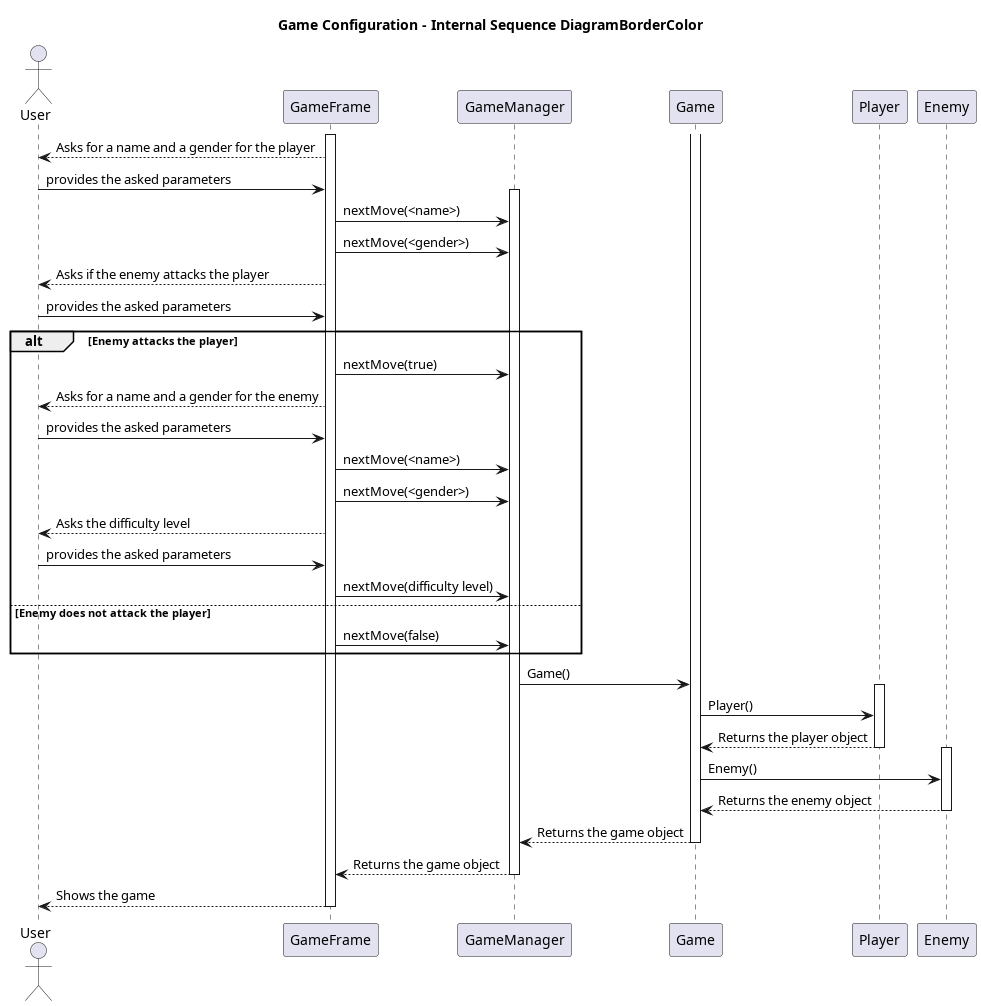 Game Configuration - Internal Sequence DiagramBorderColor
User
GameFrame
GameManager
Game
Player
Enemy
Asks for a name and a gender for the player
provides the asked parameters
nextMove(<name>)
nextMove(<gender>)
Asks if the enemy attacks the player
provides the asked parameters
alt
[Enemy attacks the player]
nextMove(true)
Asks for a name and a gender for the enemy
provides the asked parameters
nextMove(<name>)
nextMove(<gender>)
Asks the difficulty level
provides the asked parameters
nextMove(difficulty level)
[Enemy does not attack the player]
nextMove(false)
Game()
Player()
Returns the player object
Enemy()
Returns the enemy object
Returns the game object
Returns the game object
Shows the game
User
GameFrame
GameManager
Game
Player
Enemy